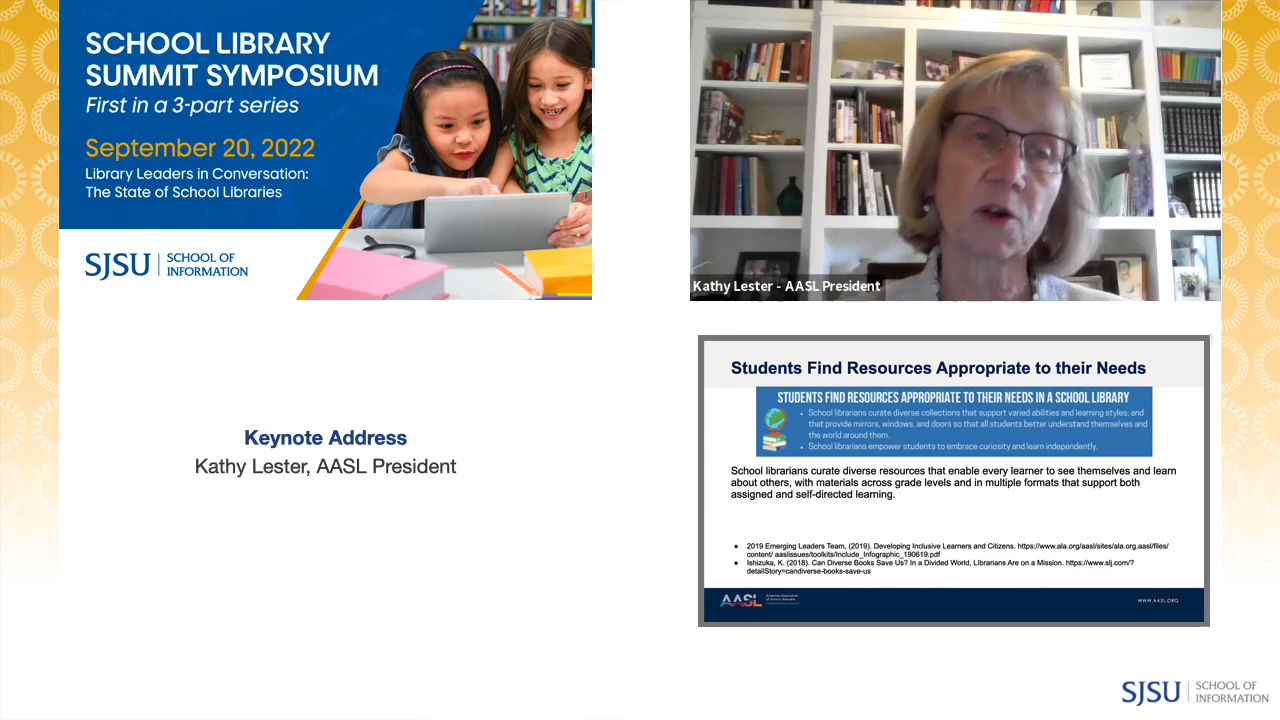 SCHOOL LIBRARY
SUMMIT SYMPOSIUM
First in a 3-part series
September 20, 2022
Library Leaders in Conversation:
The State of School Libraries
SJSU | SCHOOL OF
INFORMATION
Kathy Lester - AASL President
Keynote Address
Kathy Lester, AASL President
Students Find Resources Appropriate to their Needs
STUDENTS FIND RESOURCES APPROPRIATE TO THEIR NEEDS IN A SCHOOL LIBRARY
• School librarians curate diverse collections that support varied abilities and learning styles; and
that provide mirrors, windows, and doors so that all students better understand themselves and
the world around them.
• School librarians empower students to embrace curiosity and learn independently.
School librarians curate diverse resources that enable every learner to see themselves and learn
about others, with materials across grade levels and in multiple formats that support both
assigned and self-directed learning.
• 2019 Emerging Leaders Team, (2019). Developing Inclusive Learners and Citizens. https://www.ala.org/aasl/sites/ala.org.aasl/files/
content/ aaslissues/toolkits/Include_Infographic_190619.pdf
• Ishizuka, K. (2018). Can Diverse Books Save Us? In a Divided World, LIbrarians Are on a Mission. https://www.slj.com/?
detailStory=candiverse-books-save-us
AASL
American Association
of School Librarians
WWW.AASL.ORG
SJSU | SCHOOL OF
INFORMATION